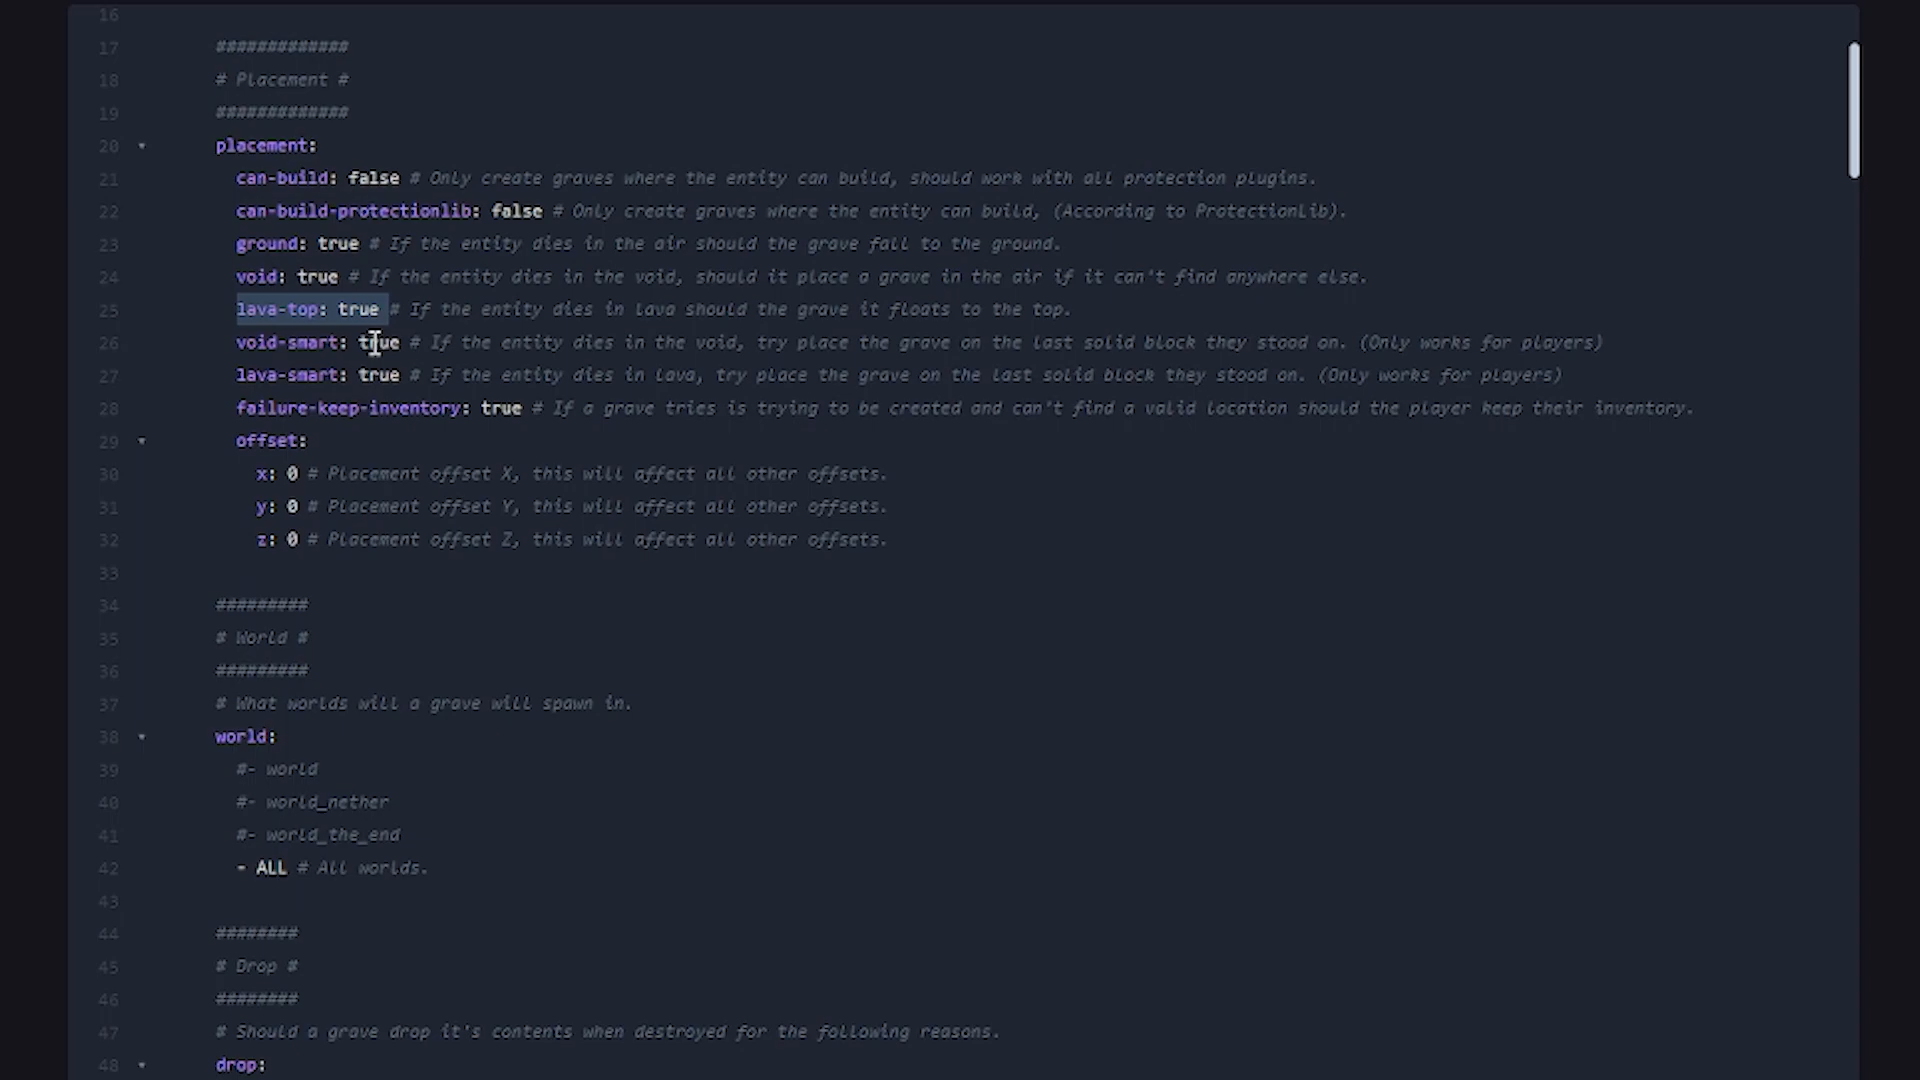 16
17 #############
18 # Placement #
19 #############
20 placement:
21 can-build: false # Only create graves where the entity can build, should work with all protection plugins.
22 can-build-protectionlib: false # Only create graves where the entity can build, (According to ProtectionLib).
23 ground: true # If the entity dies in the air should the grave fall to the ground.
24 void: true # If the entity dies in the void, should it place a grave in the air if it can't find anywhere else.
25 lava-top: true # If the entity dies in lava should the grave it floats to the top.
26 void-smart: true # If the entity dies in the void, try place the grave on the last solid block they stood on. (Only works for players)
27 lava-smart: true # If the entity dies in lava, try place the grave on the last solid block they stood on. (Only works for players)
28 failure-keep-inventory: true # If a grave tries is trying to be created and can't find a valid location should the player keep their inventory.
29 offset:
30 x: 0 # Placement offset X, this will affect all other offsets.
31 y: 0 # Placement offset Y, this will affect all other offsets.
32 z: 0 # Placement offset Z, this will affect all other offsets.
33
34 #########
35 # World #
36 #########
37 # What worlds will a grave will spawn in.
38 world:
39 #- world
40 #- world_nether
41 #- world_the_end
42 - ALL # All worlds.
43
44 ########
45 # Drop #
46 ########
47 # Should a grave drop it's contents when destroyed for the following reasons.
48 drop: